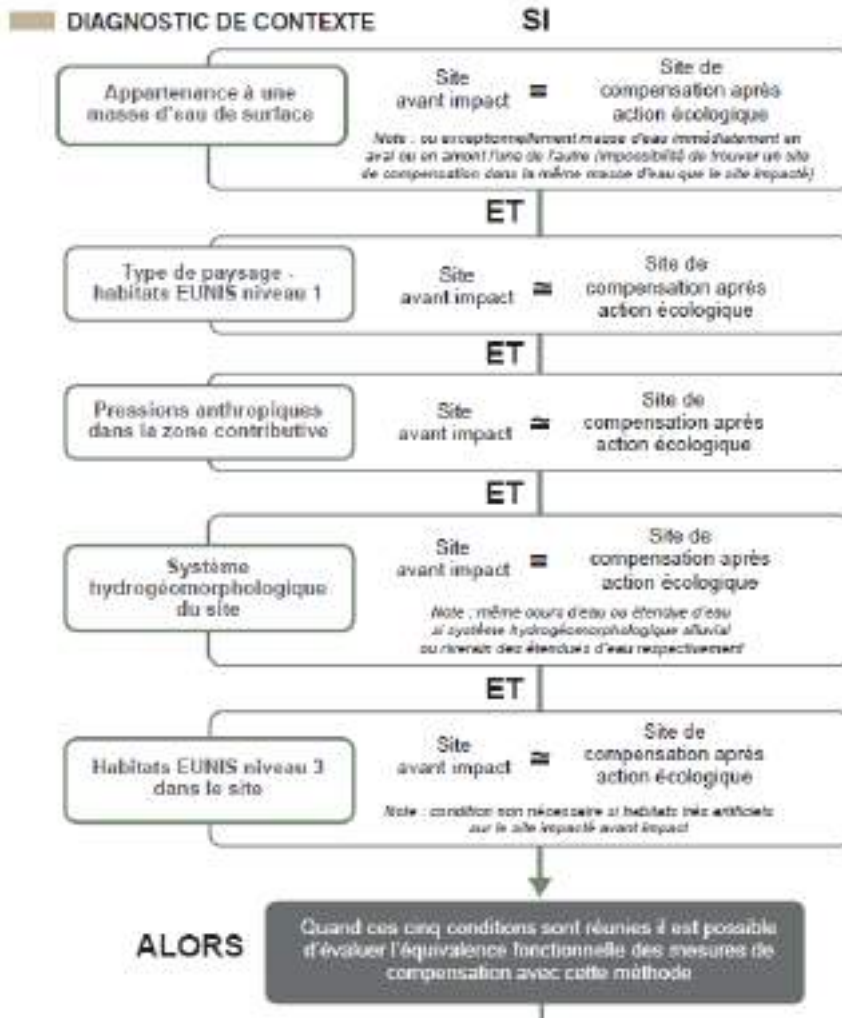 DIAGNOSTIC DE CONTEXTE
SI
Appartenance à une
masse d'eau de surface
Site
avant impact
=
Site de
compensation après
action écologique
Note : ou exceptionnellement masse d'eau immédiatement en
aval ou en amont l'une de l'autre (impossibilité de trouver un site
de compensation dans la même masse d'eau que le site impacté)
ET
Type de paysage -
habitats EUNIS niveau 1
Site
avant impact
≅
Site de
compensation après
action écologique
ET
Pressions anthropiques
dans la zone contributive
Site
avant impact
≅
Site de
compensation après
action écologique
ET
Système
hydrogéomorphologique
du site
Site
avant impact
=
Site de
compensation après
action écologique
Note : même cours d'eau ou étendue d'eau
si système hydrogéomorphologique alluvial
ou riverain des étendues d'eau respectivement
ET
Habitats EUNIS niveau 3
dans le site
Site
avant impact
≅
Site de
compensation après
action écologique
Note : condition non nécessaire si habitats très artificiels
sur le site impacté avant impact
ALORS
Quand ces cinq conditions sont réunies il est possible
d'évaluer l'équivalence fonctionnelle des mesures de
compensation avec cette méthode